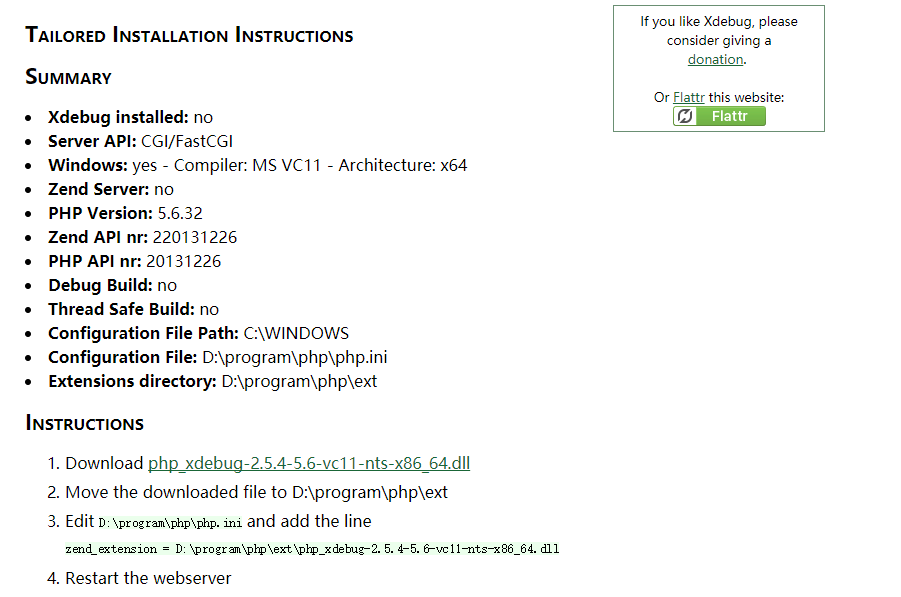 Tailored Installation Instructions
If you like Xdebug, please
consider giving a
donation.
Or Flattr this website:
Flattr
Summary
Xdebug installed: no
Server API: CGI/FastCGI
Windows: yes - Compiler: MS VC11 - Architecture: x64
Zend Server: no
PHP Version: 5.6.32
Zend API nr: 220131226
PHP API nr: 20131226
Debug Build: no
Thread Safe Build: no
Configuration File Path: C:\WINDOWS
Configuration File: D:\program\php\php.ini
Extensions directory: D:\program\php\ext
Instructions
1. Download php_xdebug-2.5.4-5.6-vc11-nts-x86_64.dll
2. Move the downloaded file to D:\program\php\ext
3. Edit D:\program\php\php.ini and add the line
zend_extension = D:\program\php\ext\php_xdebug-2.5.4-5.6-vc11-nts-x86_64.dll
4. Restart the webserver